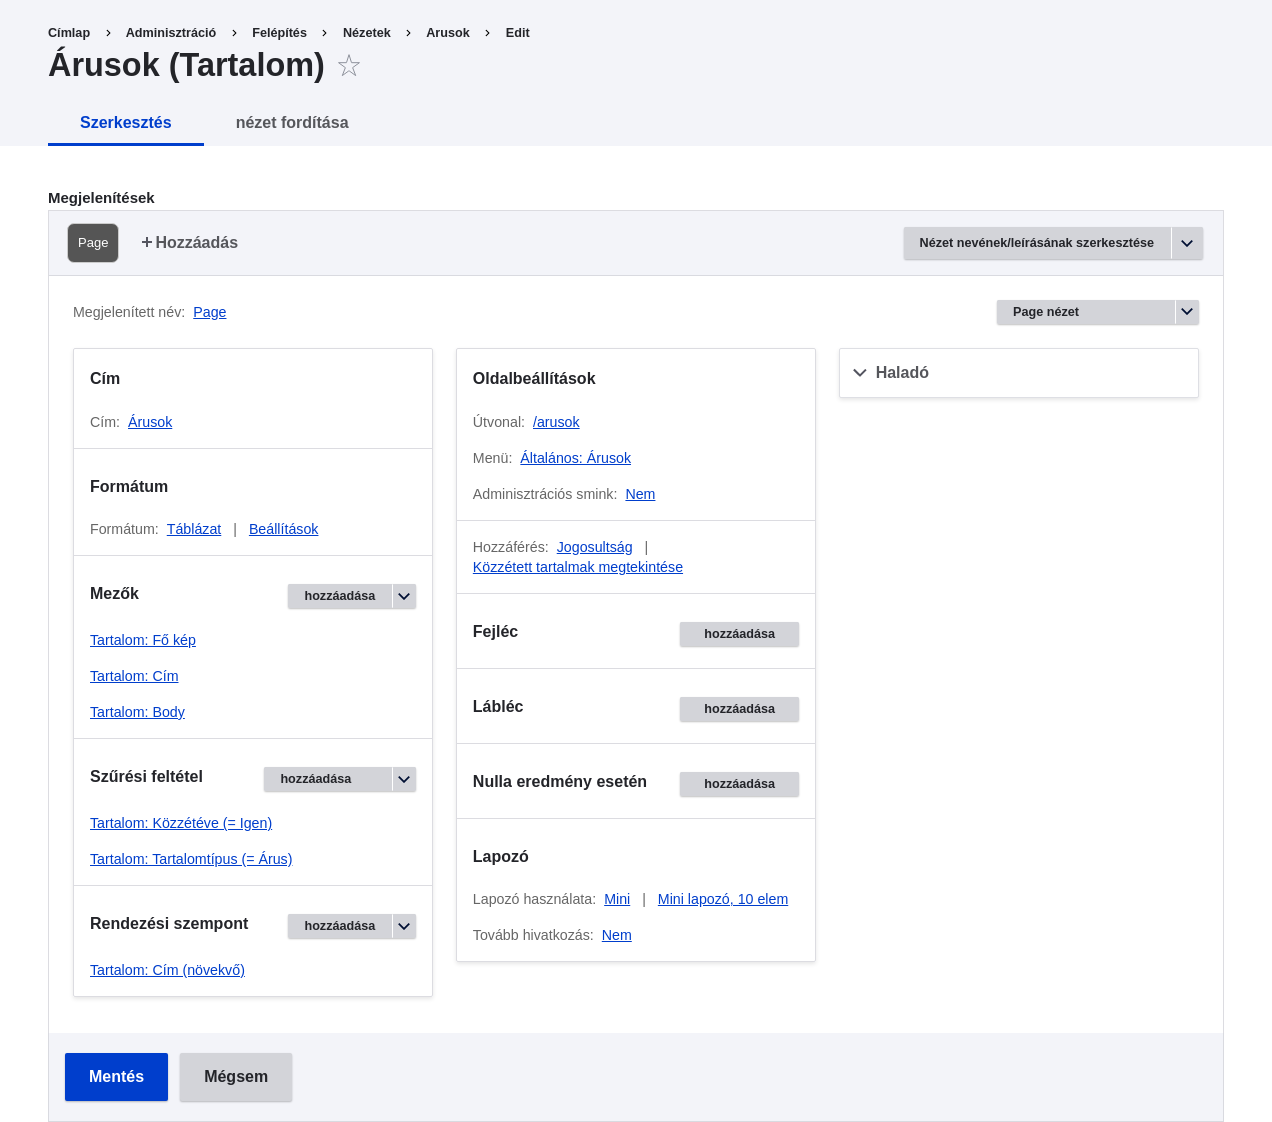 Címlap › Adminisztráció › Felépítés › Nézetek › Arusok › Edit
Árusok (Tartalom) ☆
Szerkesztés nézet fordítása
Megjelenítések
Page + Hozzáadás Nézet nevének/leírásának szerkesztése
Megjelenített név: Page Page nézet
Cím
Cím: Árusok
Formátum
Formátum: Táblázat | Beállítások
Mezők hozzáadása
Tartalom: Fő kép
Tartalom: Cím
Tartalom: Body
Szűrési feltétel hozzáadása
Tartalom: Közzétéve (= Igen)
Tartalom: Tartalomtípus (= Árus)
Rendezési szempont hozzáadása
Tartalom: Cím (növekvő)
Oldalbeállítások
Útvonal: /arusok
Menü: Általános: Árusok
Adminisztrációs smink: Nem
Hozzáférés: Jogosultság |
Közzétett tartalmak megtekintése
Fejléc hozzáadása
Lábléc hozzáadása
Nulla eredmény esetén hozzáadása
Lapozó
Lapozó használata: Mini | Mini lapozó, 10 elem
Tovább hivatkozás: Nem
Haladó
Mentés Mégsem